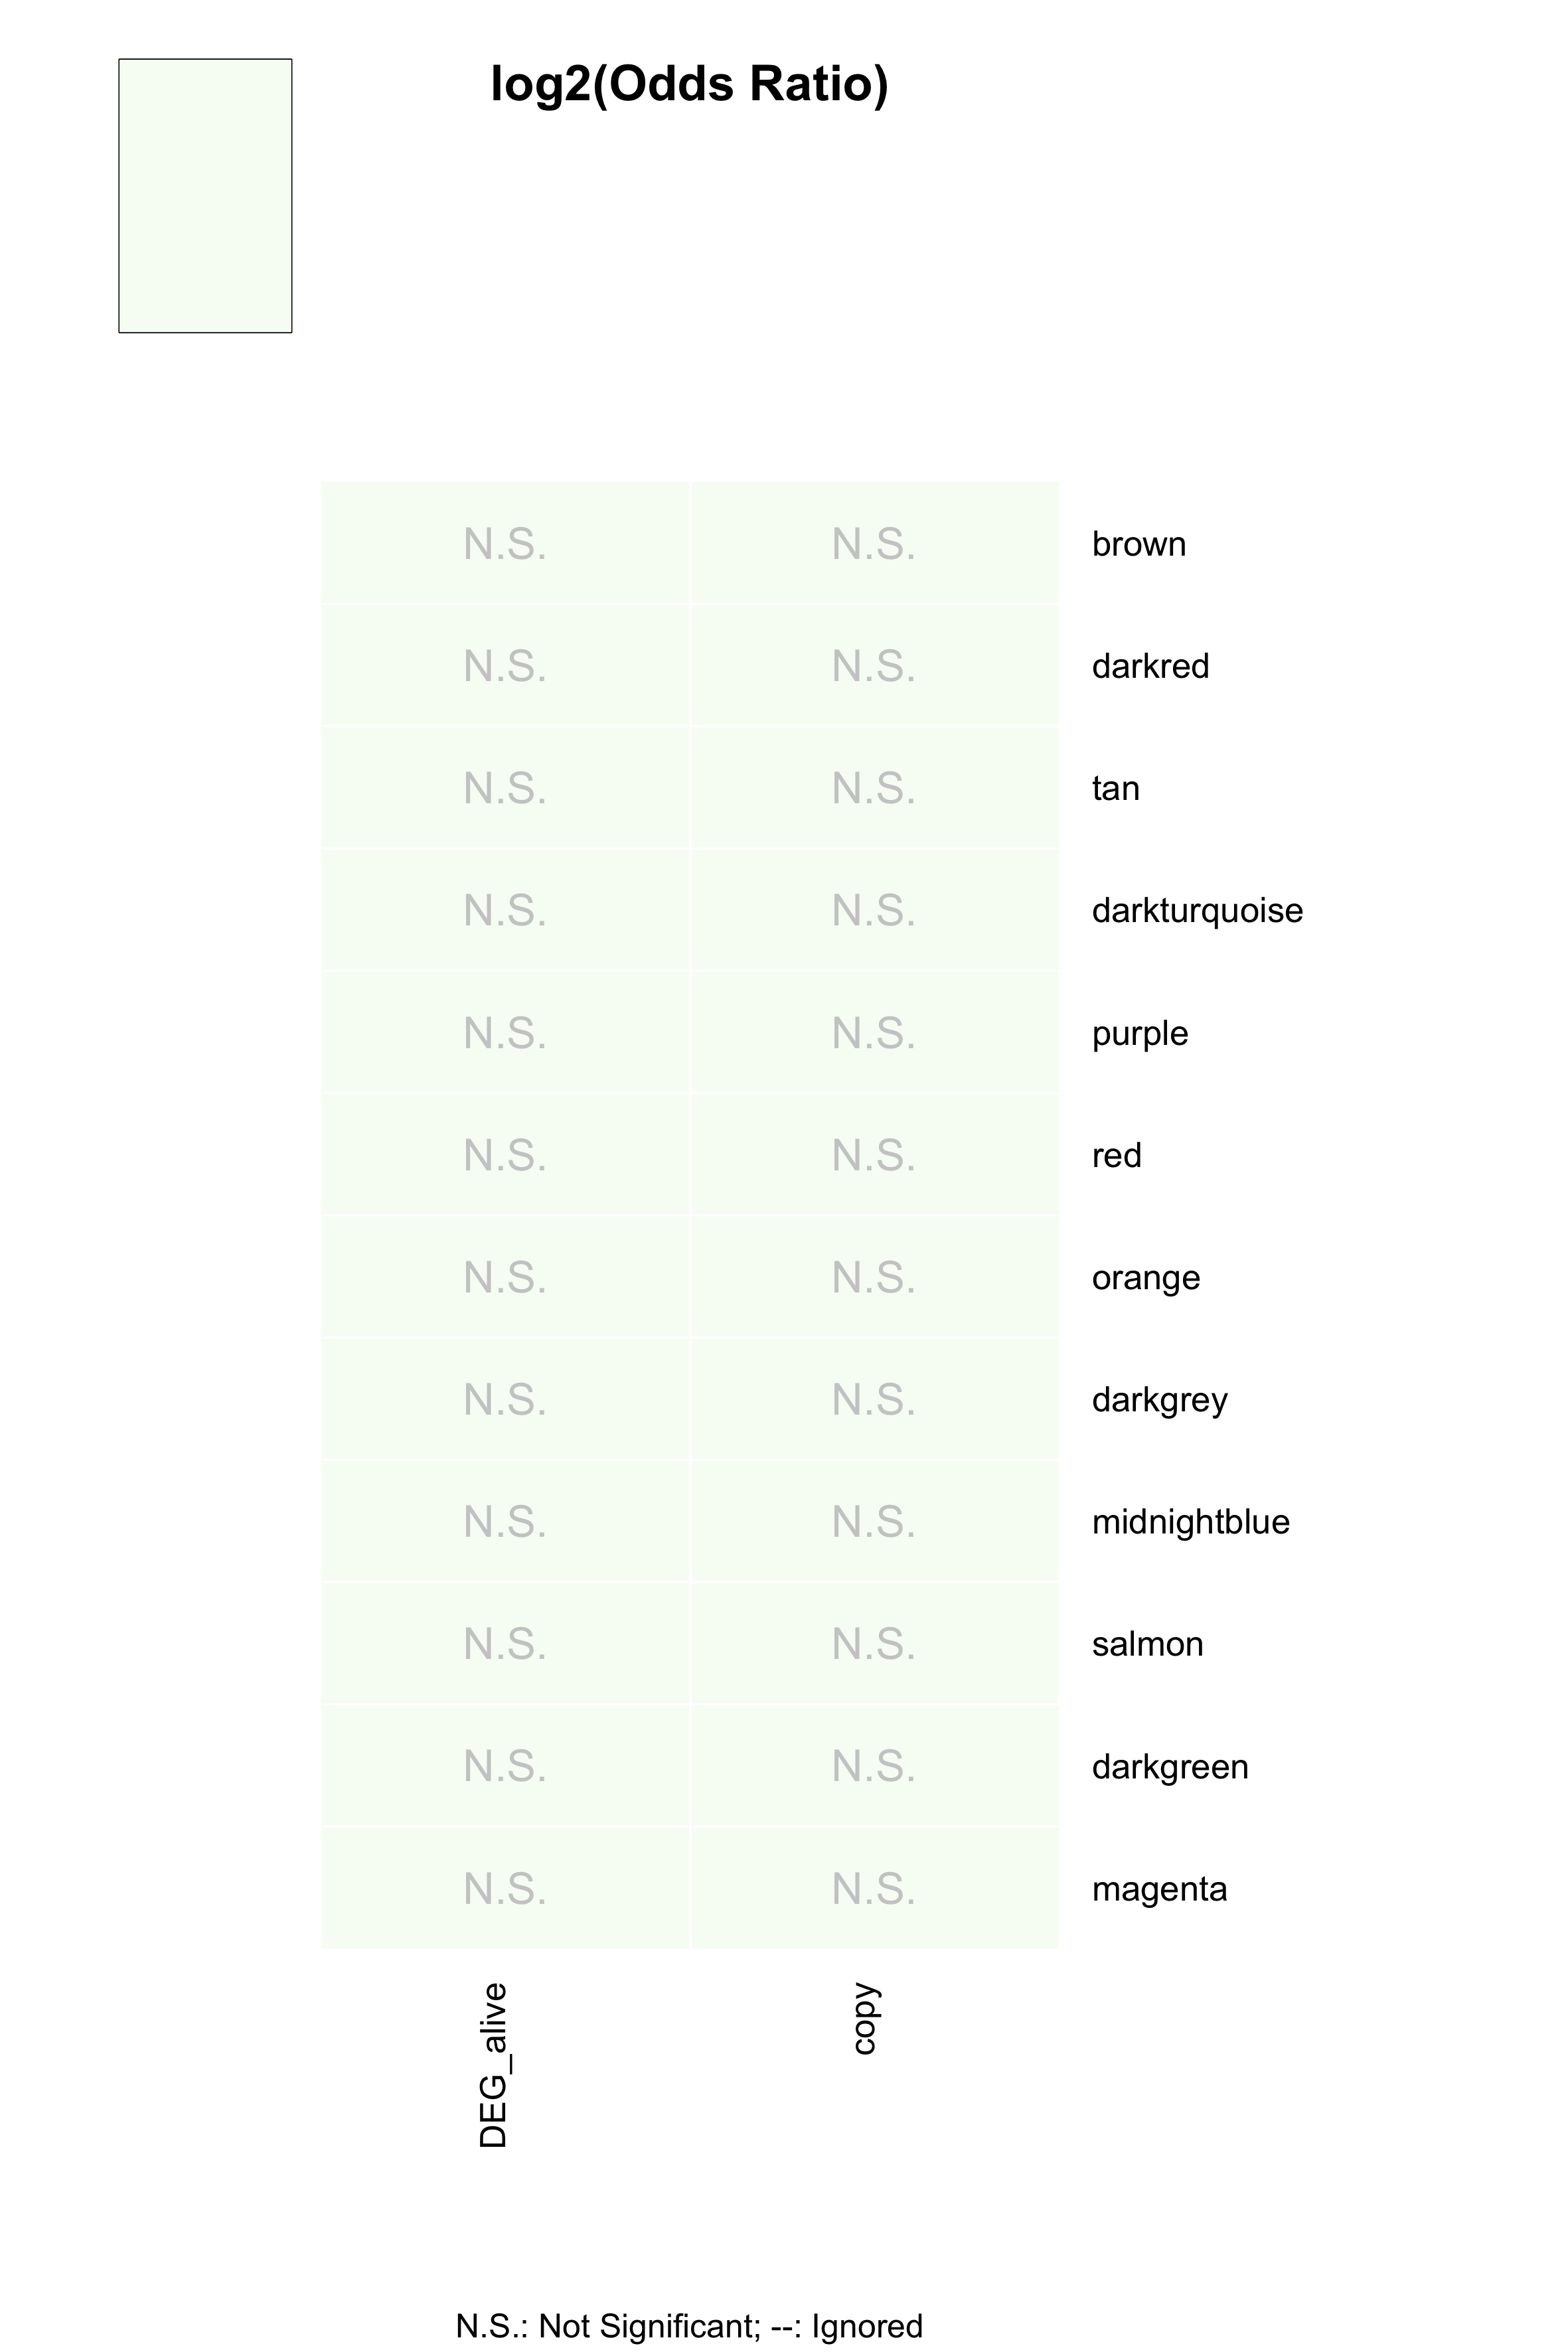 log2(Odds Ratio)
N.S. N.S. brown
N.S. N.S. darkred
N.S. N.S. tan
N.S. N.S. darkturquoise
N.S. N.S. purple
N.S. N.S. red
N.S. N.S. orange
N.S. N.S. darkgrey
N.S. N.S. midnightblue
N.S. N.S. salmon
N.S. N.S. darkgreen
N.S. N.S. magenta
DEG_alive
copy
N.S.: Not Significant; --: Ignored